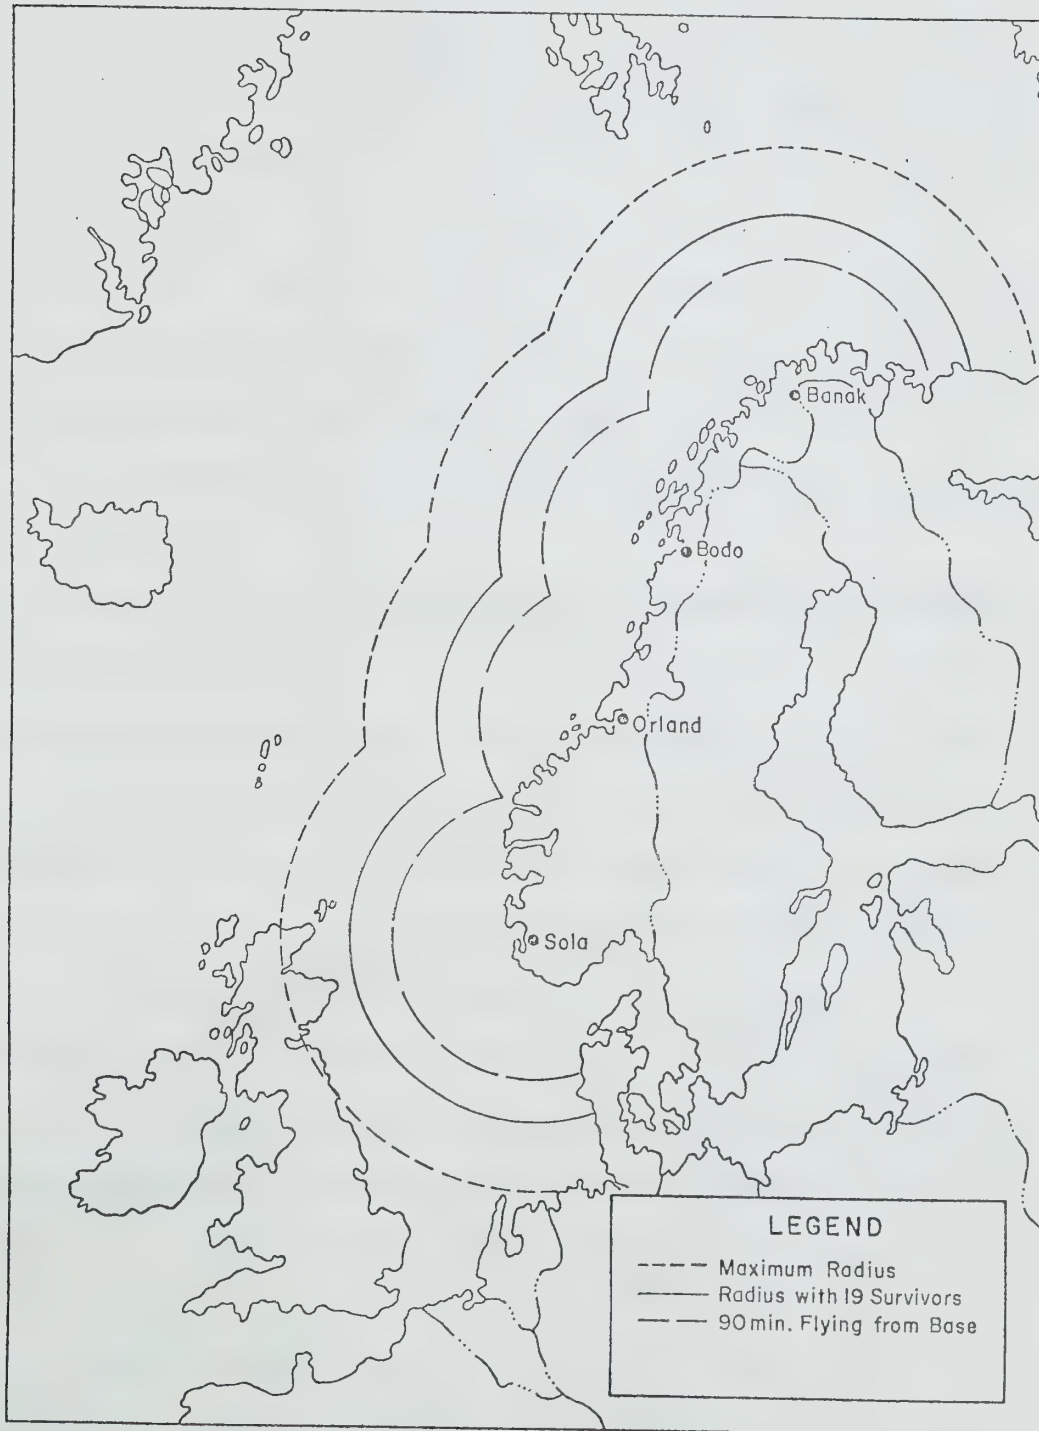 Banak
Bodo
Orland
Sola
LEGEND
Maximum Radius
Radius with 19 Survivors
90 min. Flying from Base